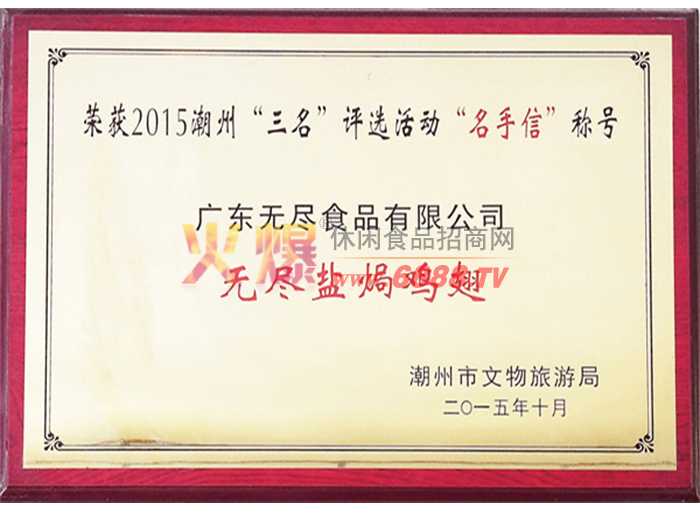 荣获2015潮州“三名”评选活动“名手信”称号
广东无尽食品有限公司
火爆®休闲食品招商网
www.6888.TV
无尽盐焗鸡翅
潮州市文物旅游局
二〇一五年十月